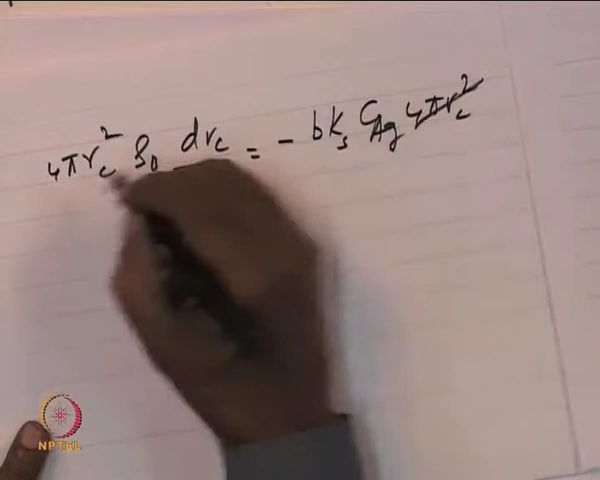 4πr_c^2 ρ_0 dr_c = - b k_s C_Ag 4πr_c^2
NPTEL